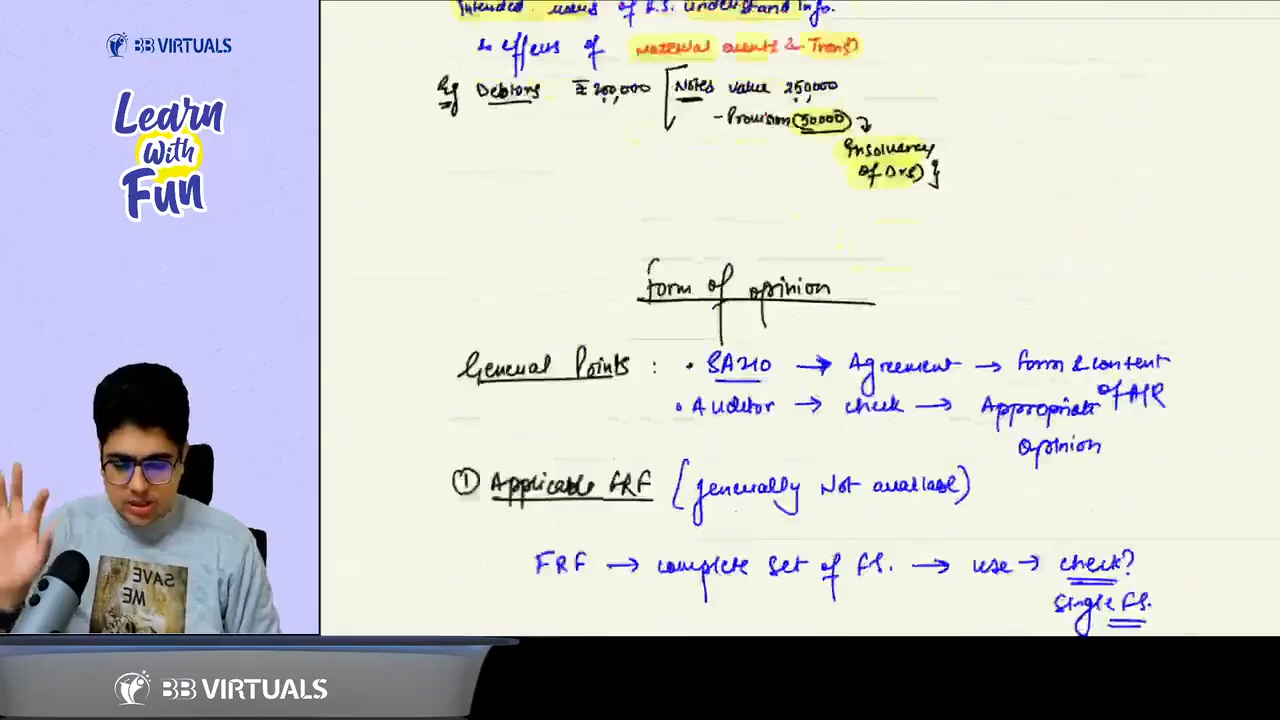 BB VIRTUALS
Learn
With
Fun
Intended users of F.S. understand info.
& effects of material events & Trans)
Eg Debtors ₹ 200,000 [Notes value 250,000
- Provision (50000)
Insolvency
of Drs) }
Form of opinion
General Points : • SA210 → Agreement → Form & content of A/R
• Auditor → check → Appropriate
opinion
① Applicable FRF (generally Not available)
FRF → complete set of F.S. → use → check?
Single F.S.
SAVE
ME
BB VIRTUALS